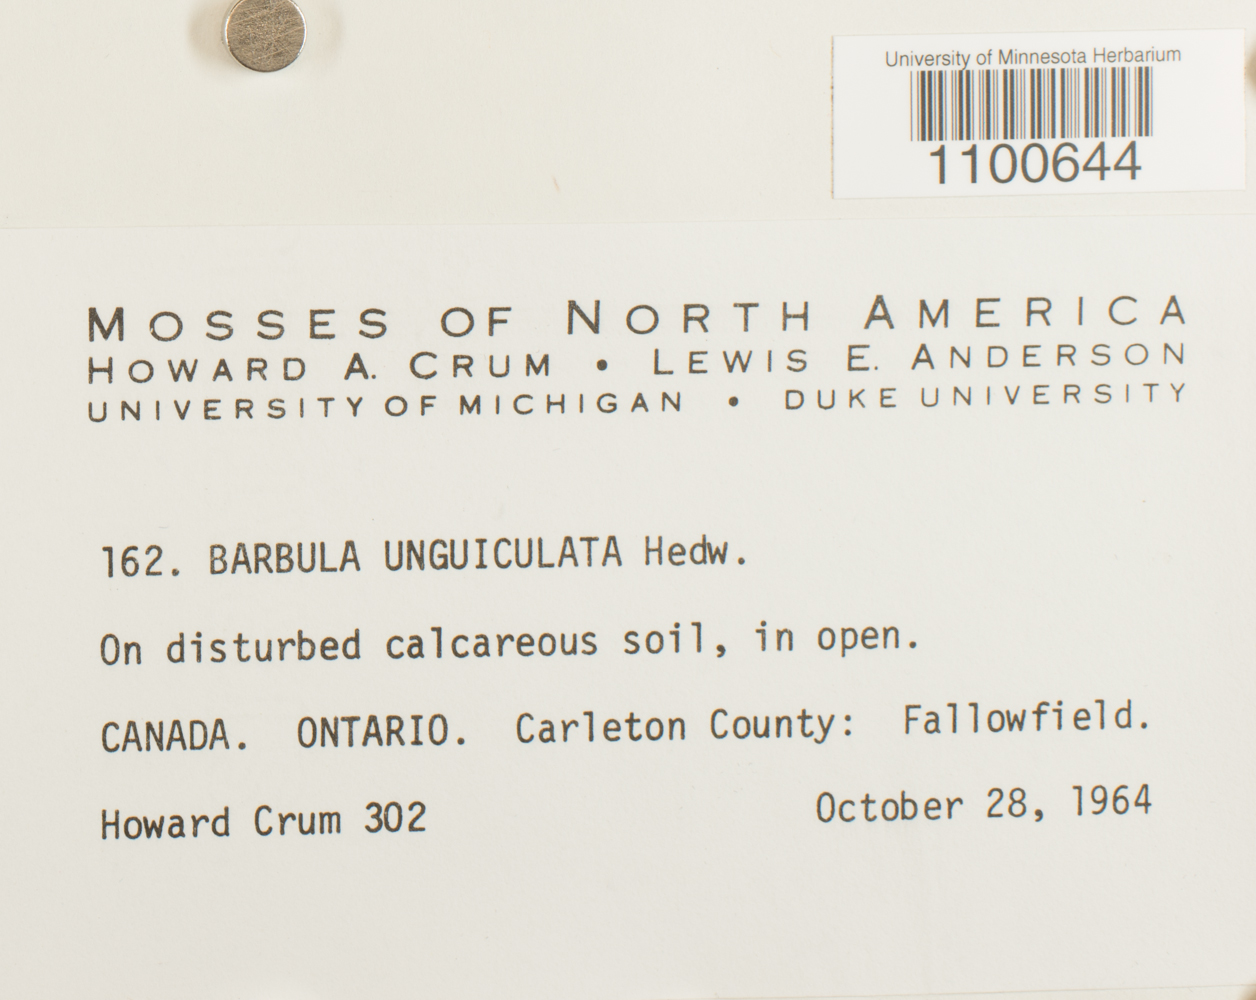 University of Minnesota Herbarium
1100644
MOSSES OF NORTH AMERICA
HOWARD A. CRUM • LEWIS E. ANDERSON
UNIVERSITY OF MICHIGAN • DUKE UNIVERSITY
162. BARBULA UNGUICULATA Hedw.
On disturbed calcareous soil, in open.
CANADA. ONTARIO. Carleton County: Fallowfield.
Howard Crum 302 October 28, 1964